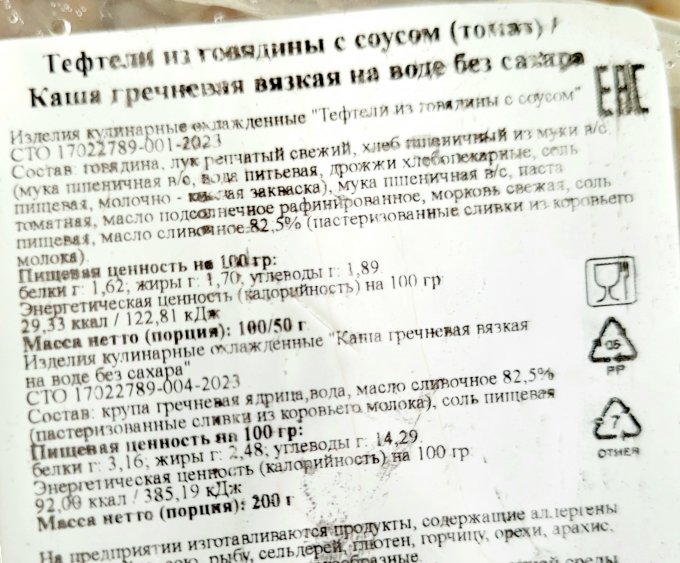 Тефтели из говядины с соусом (томат) /
Каша гречневая вязкая на воде без сахара
EAC
Изделия кулинарные охлажденные "Тефтели из говядины с соусом"
СТО 17022789-001-2023
Состав: говядина, лук репчатый свежий, хлеб пшеничный из муки в/с,
(мука пшеничная в/с, вода питьевая, дрожжи хлебопекарные, соль
пищевая, молочно - кислая закваска), мука пшеничная в/с, паста
томатная, масло подсолнечное рафинированное, морковь свежая, соль
пищевая, масло сливочное 82,5% (пастеризованные сливки из коровьего
молока).
Пищевая ценность на 100 гр:
белки г: 1,62; жиры г: 1,70; углеводы г: 1,89.
Энергетическая ценность (калорийность) на 100 гр
29,33 ккал / 122,81 кДж
Масса нетто (порция): 100/50 г
Изделия кулинарные охлажденные "Каша гречневая вязкая
на воде без сахара"
СТО 17022789-004-2023
Состав: крупа гречневая ядрица,вода, масло сливочное 82,5%
(пастеризованные сливки из коровьего молока), соль пищевая
Пищевая ценность на 100 гр:
белки г: 3,16; жиры г: 2,48; углеводы г: 14,29.
Энергетическая ценность (калорийность) на 100 гр
92,00 ккал / 385,19 кДж
Масса нетто (порция): 200 г
05
PP
7
OTHER
На предприятии изготавливаются продукты, содержащие аллергены
сою, рыбу, сельдерей, глютен, горчицу, орехи, арахис,
среды